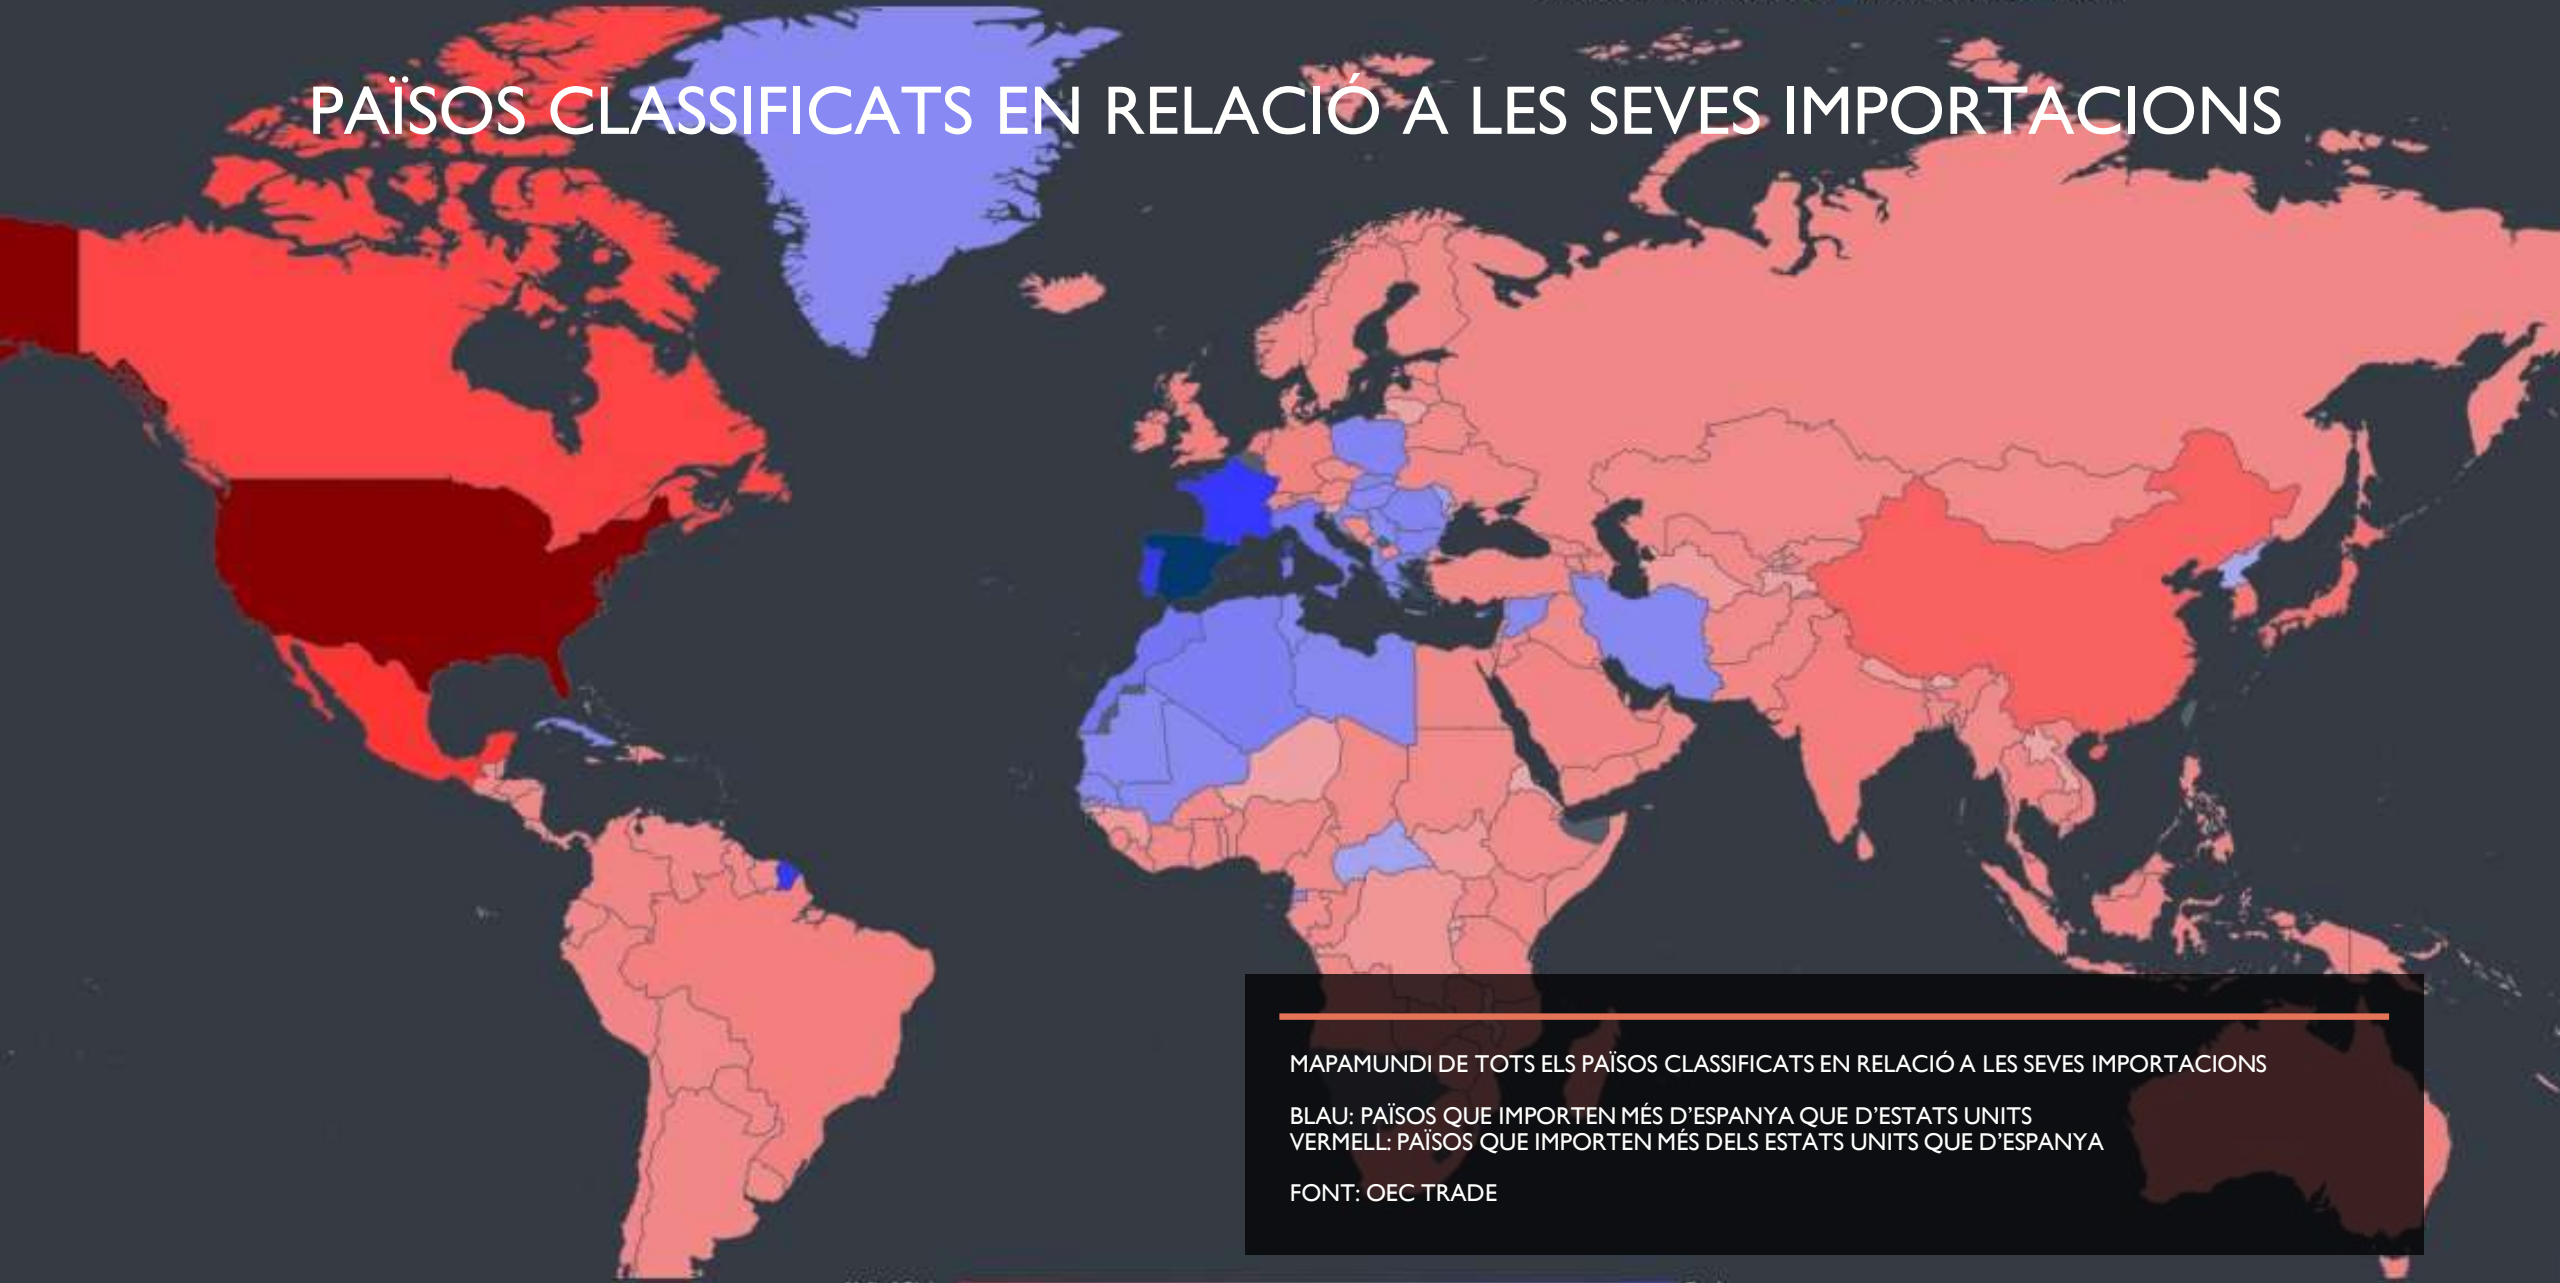 PAÏSOS CLASSIFICATS EN RELACIÓ A LES SEVES IMPORTACIONS
MAPAMUNDI DE TOTS ELS PAÏSOS CLASSIFICATS EN RELACIÓ A LES SEVES IMPORTACIONS
BLAU: PAÏSOS QUE IMPORTEN MÉS D'ESPANYA QUE D'ESTATS UNITS
VERMELL: PAÏSOS QUE IMPORTEN MÉS DELS ESTATS UNITS QUE D'ESPANYA
FONT: OEC TRADE